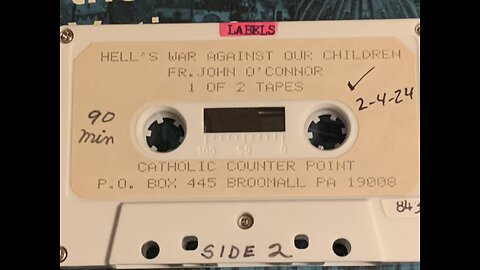 LABELS
HELL'S WAR AGAINST OUR CHILDREN
FR. JOHN O'CONNOR
1 OF 2 TAPES
2-4-24
90
min
100 50 0
CATHOLIC COUNTER POINT
P.O. BOX 445 BROOMALL PA 19008
843
SIDE 2